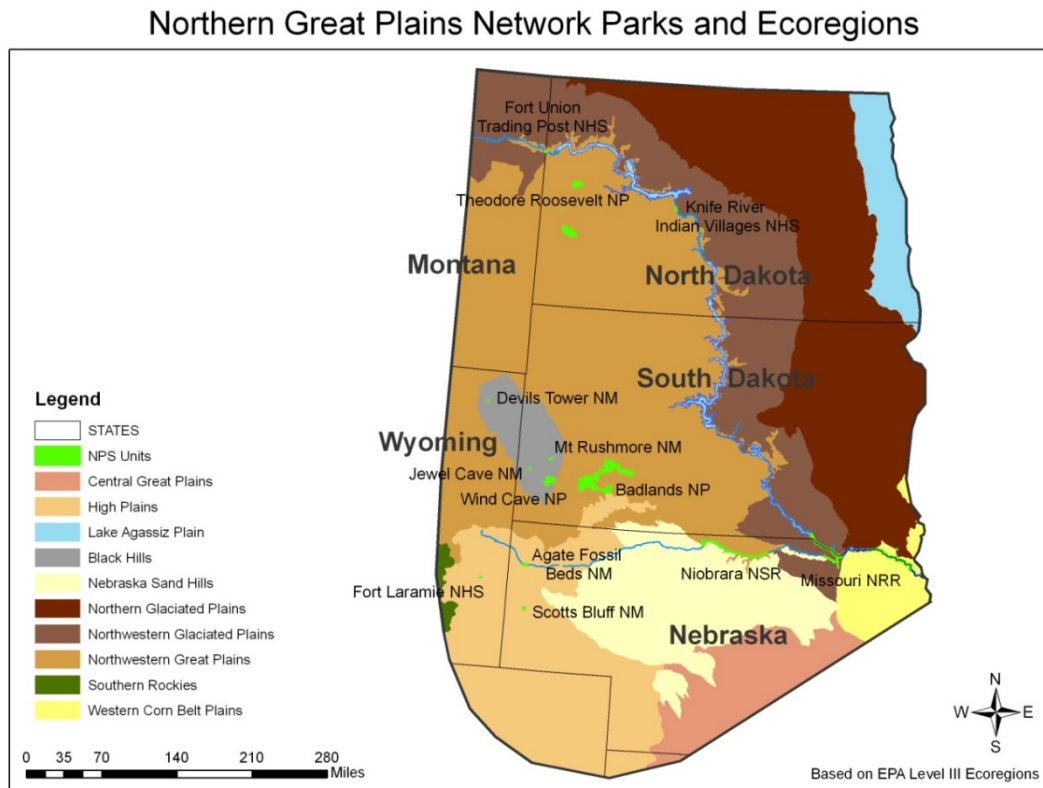 Northern Great Plains Network Parks and Ecoregions
Fort Union
Trading Post NHS
Theodore Roosevelt NP
Knife River
Indian Villages NHS
Montana
North Dakota
South Dakota
Devils Tower NM
Wyoming
Mt Rushmore NM
Jewel Cave NM
Wind Cave NP
Badlands NP
Agate Fossil
Beds NM
Niobrara NSR
Missouri NRR
Fort Laramie NHS
Scotts Bluff NM
Nebraska
Legend
STATES
NPS Units
Central Great Plains
High Plains
Lake Agassiz Plain
Black Hills
Nebraska Sand Hills
Northern Glaciated Plains
Northwestern Glaciated Plains
Northwestern Great Plains
Southern Rockies
Western Corn Belt Plains
0 35 70 140 210 280
Miles
N
W E
S
Based on EPA Level III Ecoregions